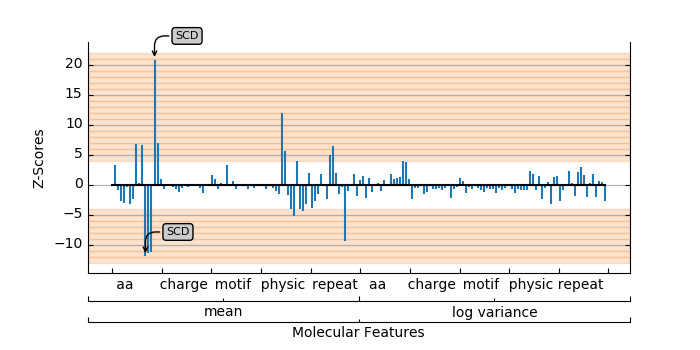 SCD
20
15
10
5
0
−5
−10
Z-Scores
SCD
aa charge motif physic repeat aa charge motif physic repeat
mean log variance
Molecular Features